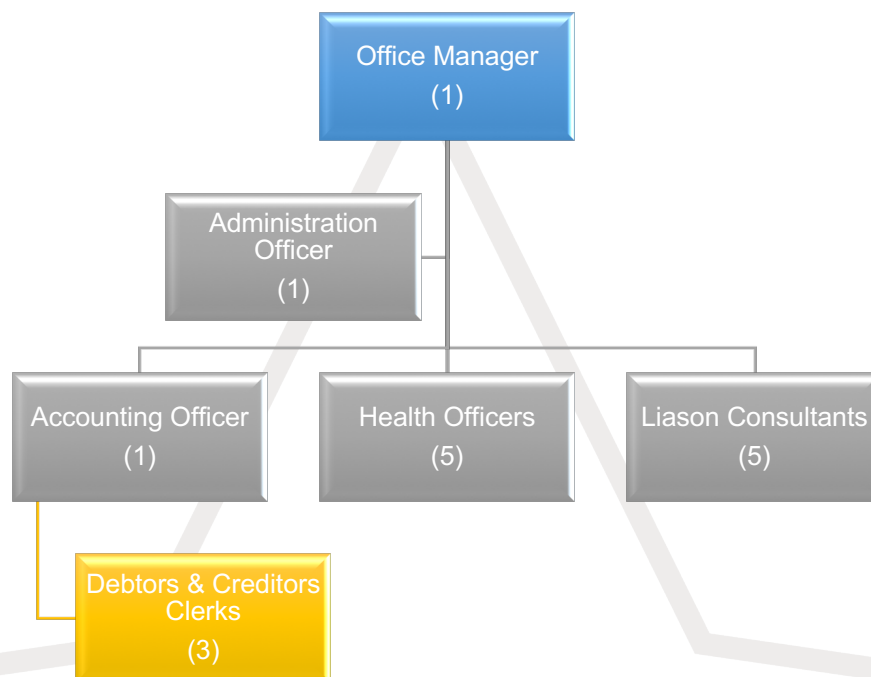 Office Manager
(1)
Administration
Officer
(1)
Accounting Officer
(1)
Health Officers
(5)
Liason Consultants
(5)
Debtors & Creditors
Clerks
(3)